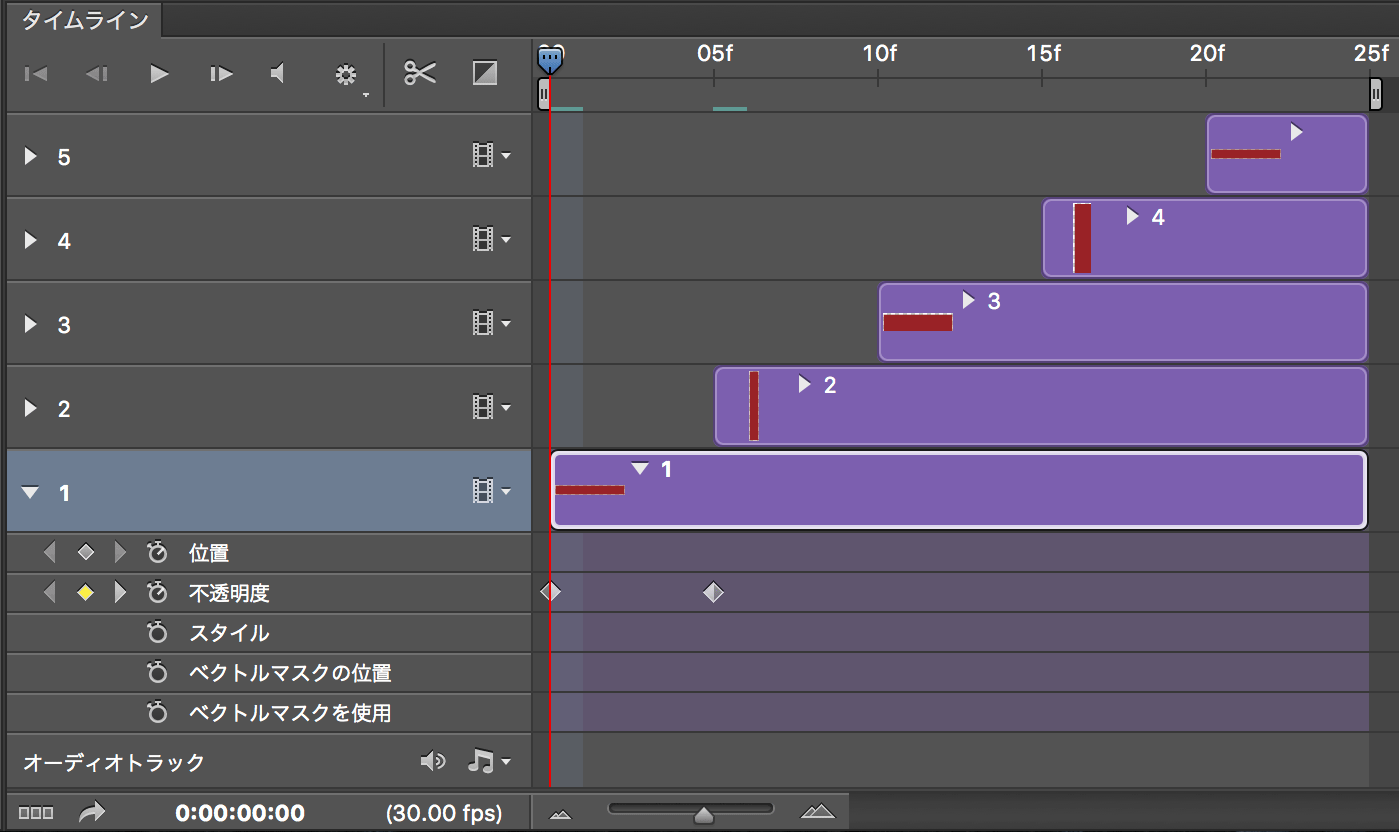 タイムライン
05f 10f 15f 20f 25f
5
4 4
3 3
2 2
1 1
位置
不透明度
スタイル
ベクトルマスクの位置
ベクトルマスクを使用
オーディオトラック
0:00:00:00 (30.00 fps)